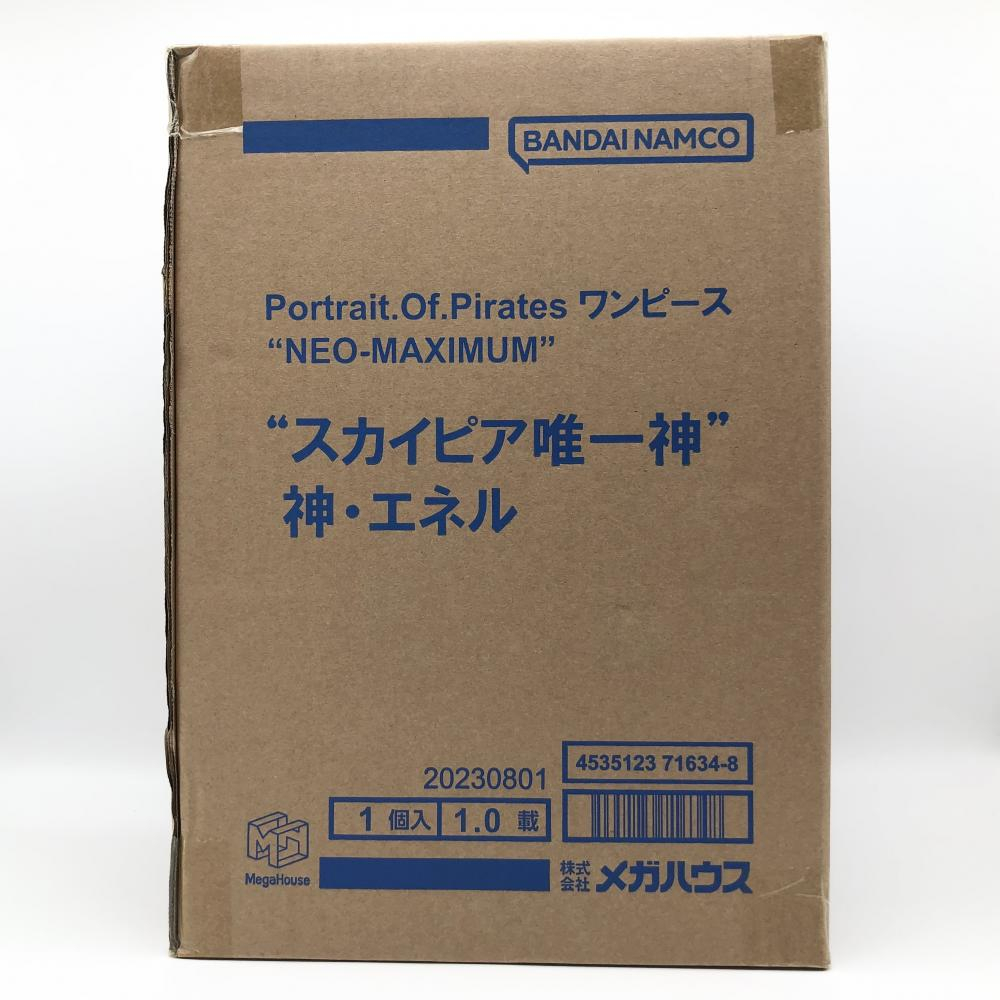 BANDAI NAMCO
Portrait.Of.Pirates ワンピース
“NEO-MAXIMUM”
“スカイピア唯一神”
神・エネル
4535123 71634-8
20230801
1 個入 1.0 載
MegaHouse
株式会社 メガハウス